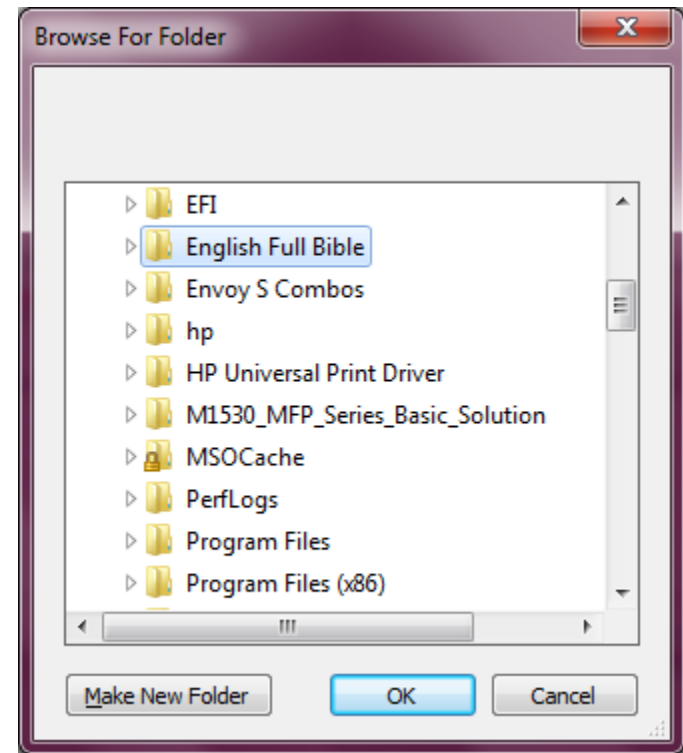 Browse For Folder
EFI
English Full Bible
Envoy S Combos
hp
HP Universal Print Driver
M1530_MFP_Series_Basic_Solution
MSOCache
PerfLogs
Program Files
Program Files (x86)
Make New Folder OK Cancel